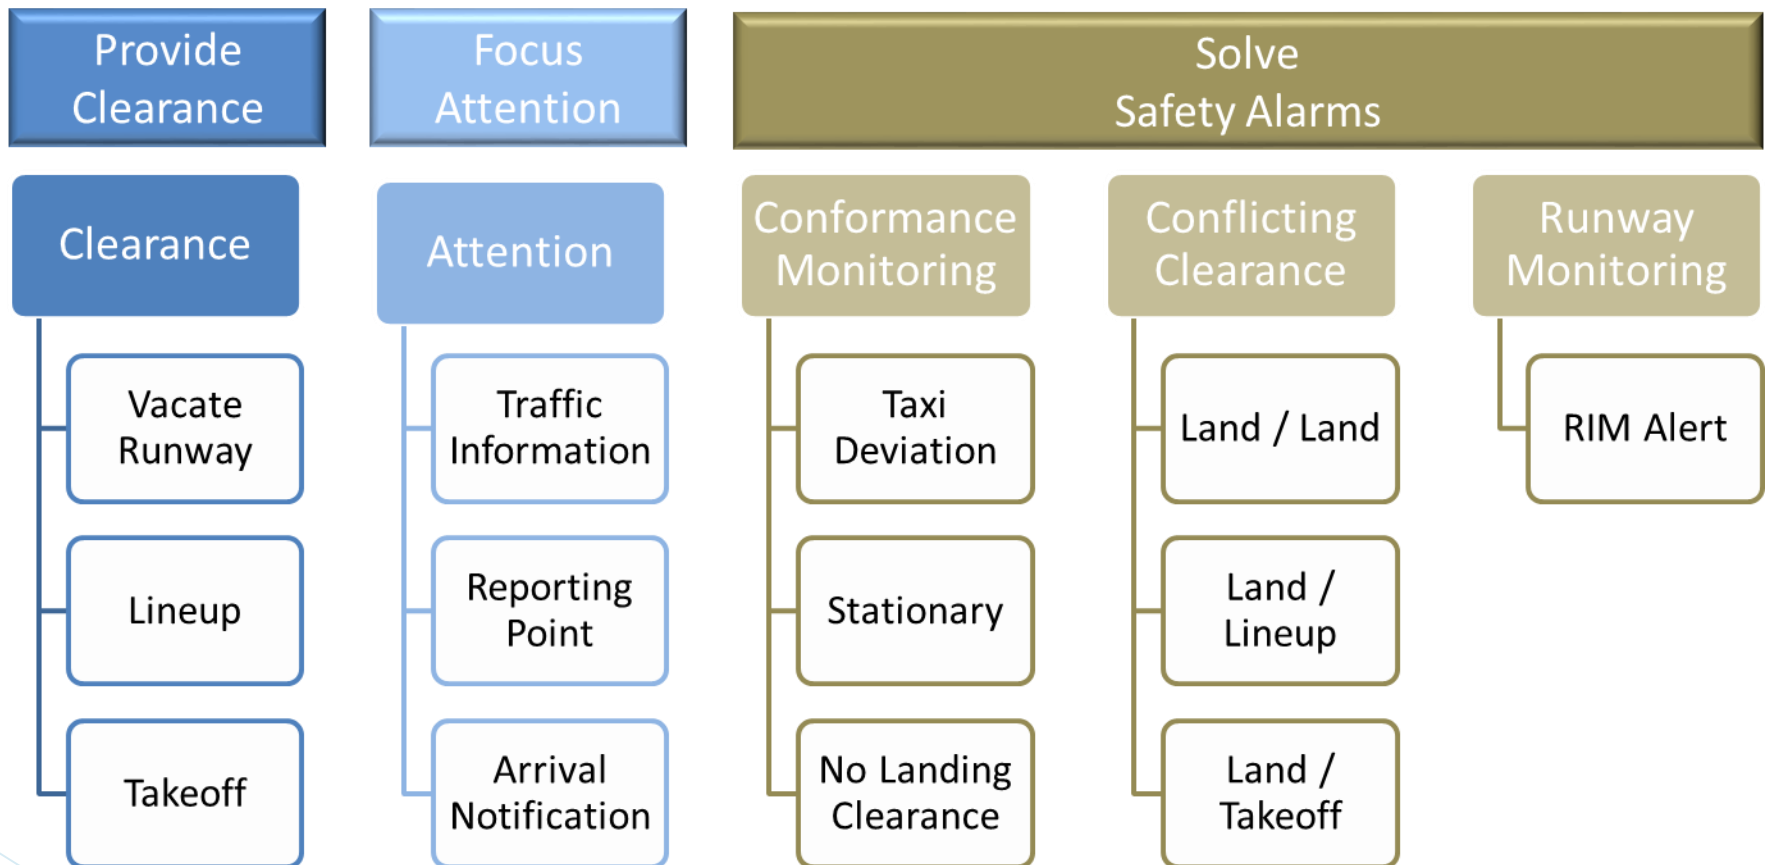 Provide
Clearance
Focus
Attention
Solve
Safety Alarms
Clearance
Attention
Conformance
Monitoring
Conflicting
Clearance
Runway
Monitoring
Vacate
Runway
Lineup
Takeoff
Traffic
Information
Reporting
Point
Arrival
Notification
Taxi
Deviation
Stationary
No Landing
Clearance
Land / Land
Land /
Lineup
Land /
Takeoff
RIM Alert